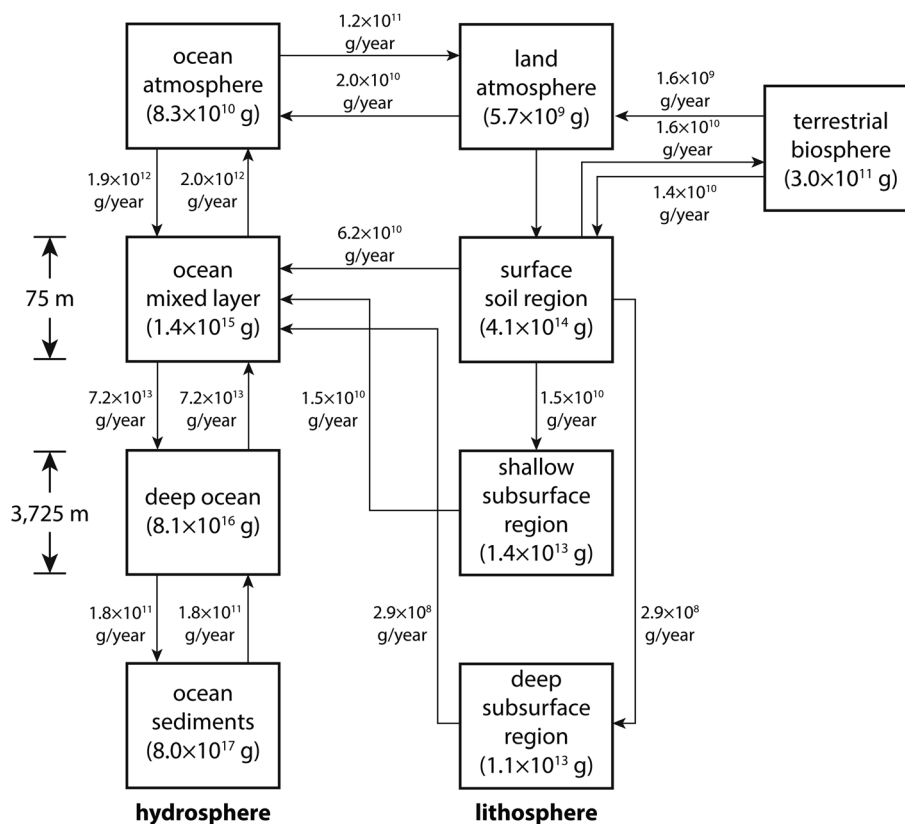 ocean
atmosphere
(8.3×10¹⁰ g)
1.2×10¹¹
g/year
2.0×10¹⁰
g/year
land
atmosphere
(5.7×10⁹ g)
1.6×10⁹
g/year
1.6×10¹⁰
g/year
1.4×10¹⁰
g/year
terrestrial
biosphere
(3.0×10¹¹ g)
1.9×10¹²
g/year
2.0×10¹²
g/year
75 m
ocean
mixed layer
(1.4×10¹⁵ g)
6.2×10¹⁰
g/year
surface
soil region
(4.1×10¹⁴ g)
7.2×10¹³
g/year
7.2×10¹³
g/year
1.5×10¹⁰
g/year
1.5×10¹⁰
g/year
3,725 m
deep ocean
(8.1×10¹⁶ g)
shallow
subsurface
region
(1.4×10¹³ g)
1.8×10¹¹
g/year
1.8×10¹¹
g/year
2.9×10⁸
g/year
2.9×10⁸
g/year
ocean
sediments
(8.0×10¹⁷ g)
deep
subsurface
region
(1.1×10¹³ g)
hydrosphere
lithosphere